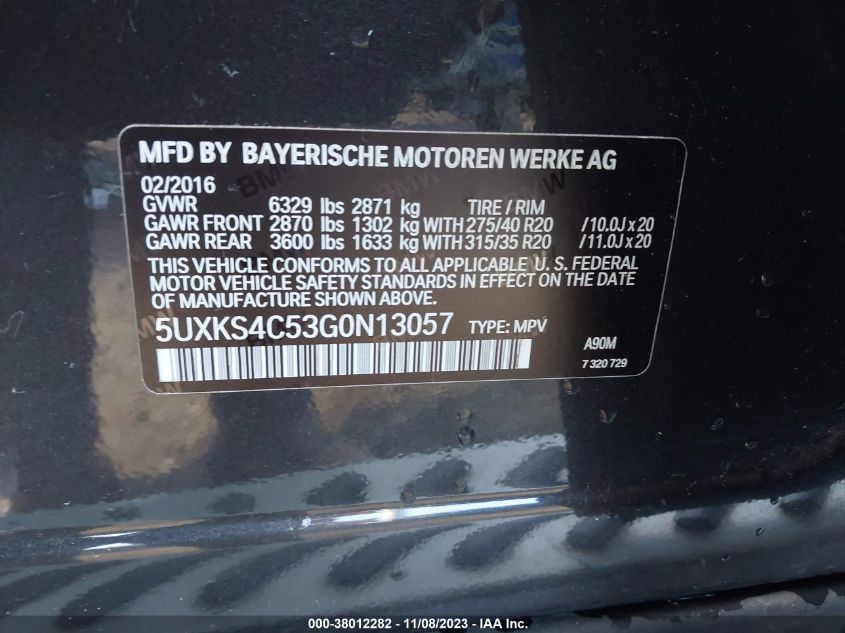 MFD BY BAYERISCHE MOTOREN WERKE AG
02/2016
GVWR 6329 lbs 2871 kg TIRE / RIM
GAWR FRONT 2870 lbs 1302 kg WITH 275/40 R20 / 10.0J x 20
GAWR REAR 3600 lbs 1633 kg WITH 315/35 R20 / 11.0J x 20
THIS VEHICLE CONFORMS TO ALL APPLICABLE U. S. FEDERAL
MOTOR VEHICLE SAFETY STANDARDS IN EFFECT ON THE DATE
OF MANUFACTURE SHOWN ABOVE.
5UXKS4C53G0N13057 TYPE: MPV A90M
7 320 729
000-38012282 - 11/08/2023 - IAA Inc.